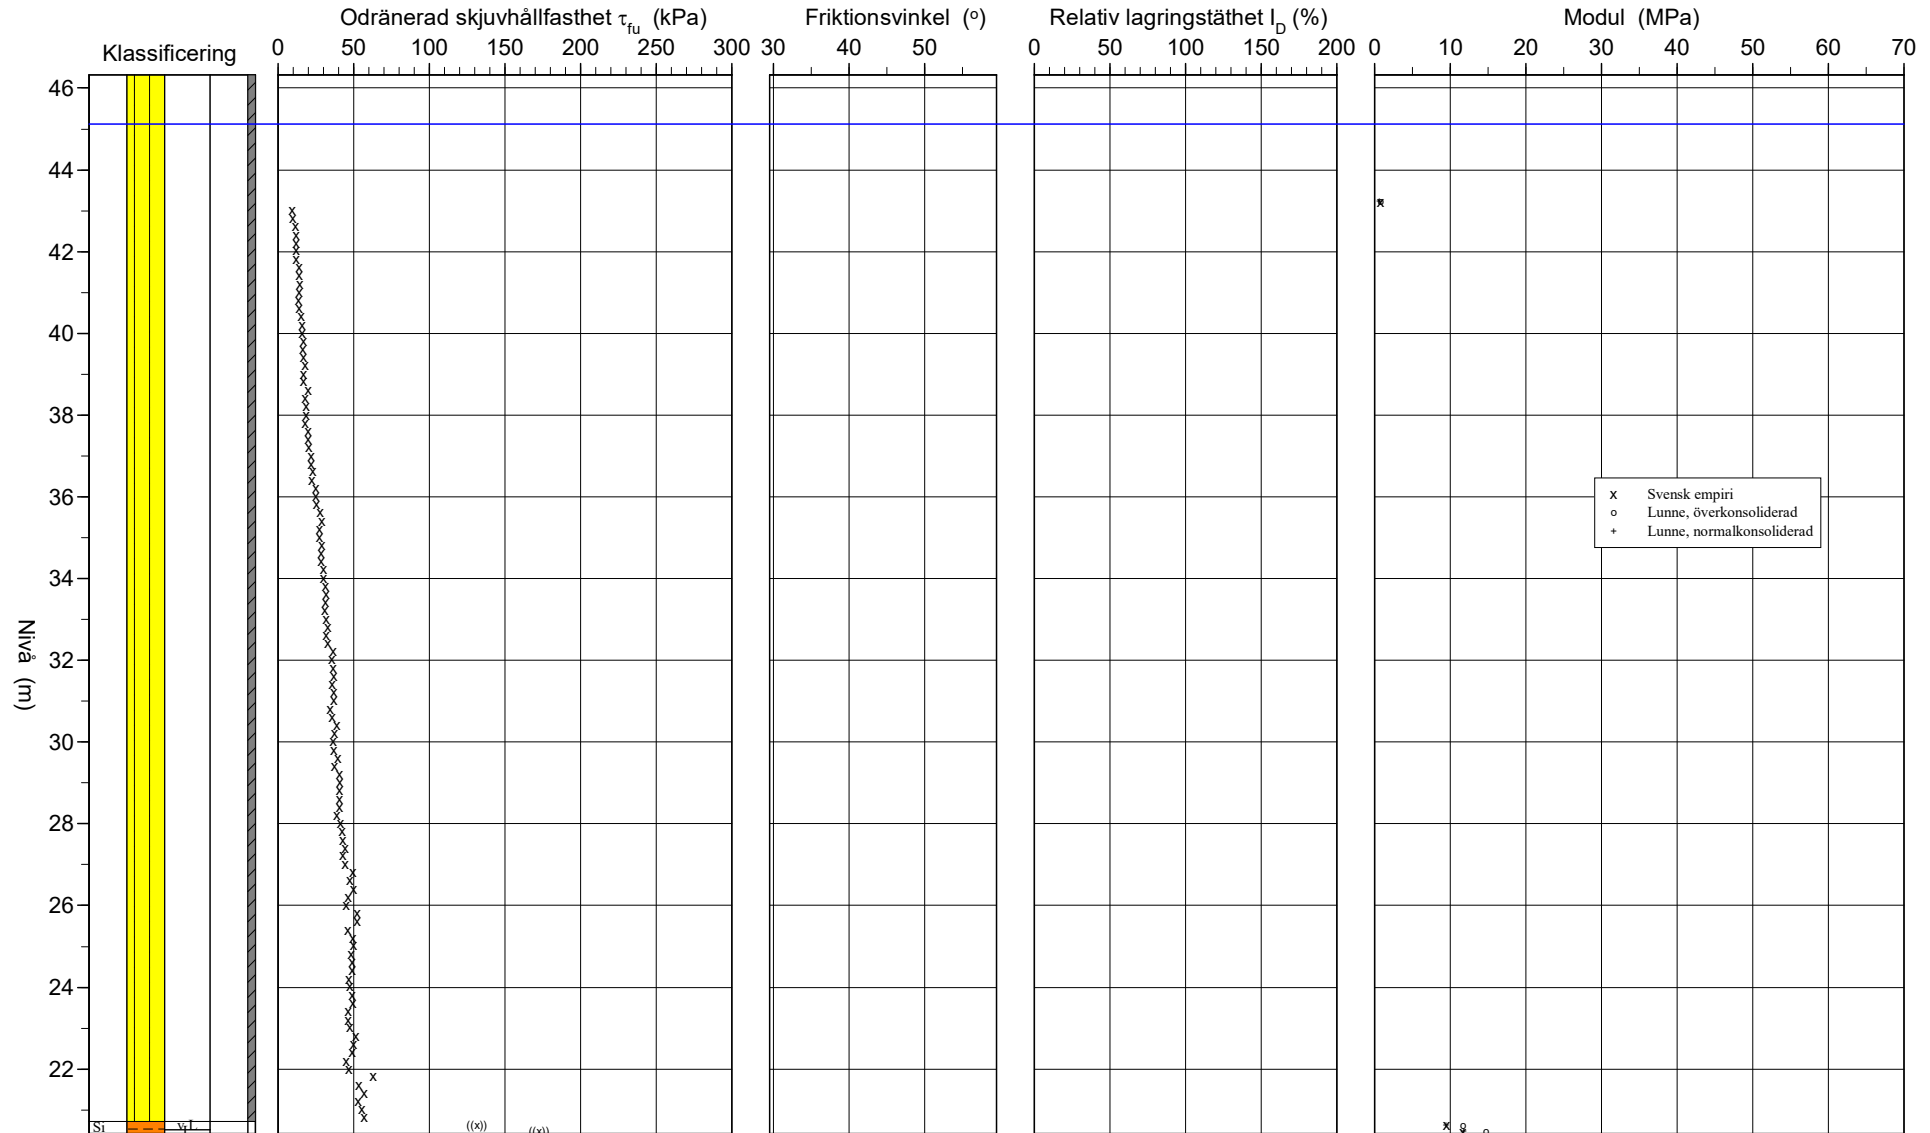 Klassificering
Odränerad skjuvhållfasthet τfu (kPa)
0 50 100 150 200 250 300
Friktionsvinkel (o)
30 40 50
Relativ lagringstäthet ID (%)
0 50 100 150 200
Modul (MPa)
0 10 20 30 40 50 60 70
Nivå (m)
46
44
42
40
38
36
34
32
30
28
26
24
22
x Svensk empiri
o Lunne, överkonsoliderad
+ Lunne, normalkonsoliderad
Si
((x))
((x))